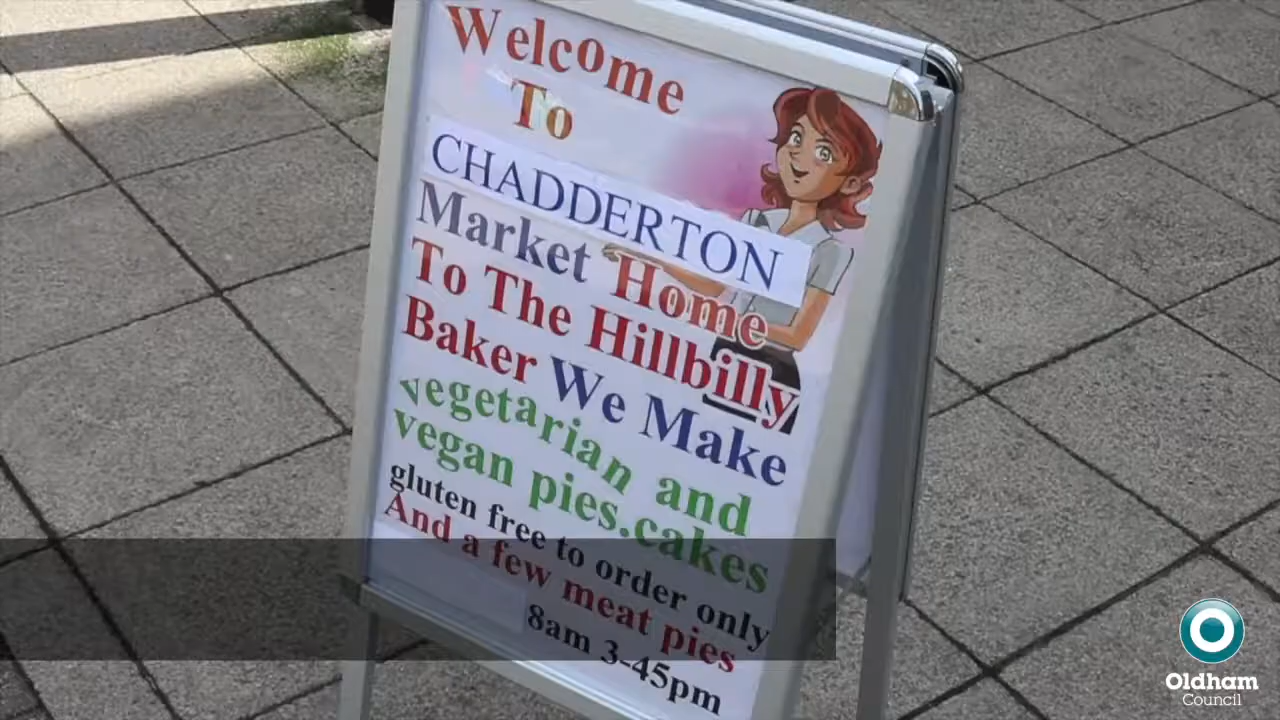 Welcome
To
CHADDERTON
Market Home
To The Hillbilly
Baker We Make
vegetarian and
vegan pies.cakes
gluten free to order only
And a few meat pies
8am 3-45pm
Oldham
Council